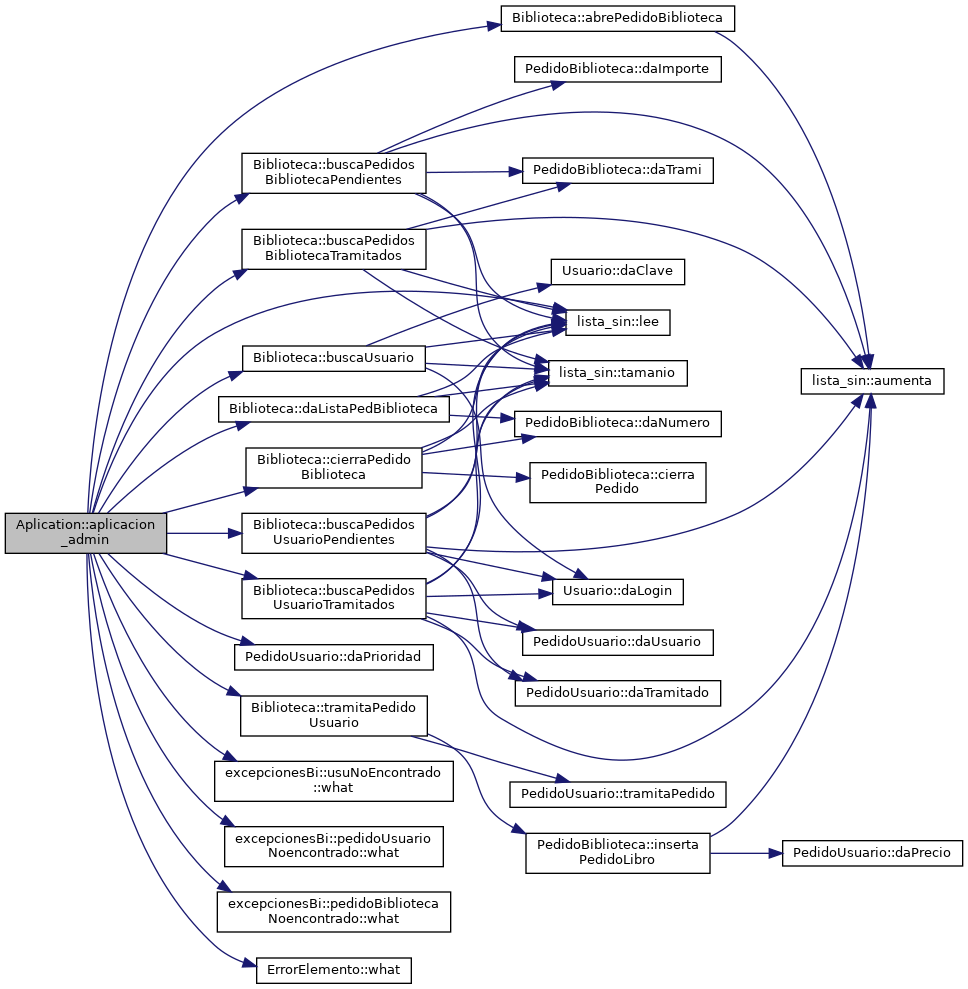 Aplication::aplicacion
_admin
Biblioteca::abrePedidoBiblioteca
Biblioteca::buscaPedidos
BibliotecaPendientes
Biblioteca::buscaPedidos
BibliotecaTramitados
Biblioteca::buscaUsuario
Biblioteca::daListaPedBiblioteca
Biblioteca::cierraPedido
Biblioteca
Biblioteca::buscaPedidos
UsuarioPendientes
Biblioteca::buscaPedidos
UsuarioTramitados
PedidoUsuario::daPrioridad
Biblioteca::tramitaPedido
Usuario
excepcionesBi::usuNoEncontrado
::what
excepcionesBi::pedidoUsuario
Noencontrado::what
excepcionesBi::pedidoBiblioteca
Noencontrado::what
ErrorElemento::what
PedidoBiblioteca::daImporte
PedidoBiblioteca::daTrami
Usuario::daClave
lista_sin::lee
lista_sin::tamanio
PedidoBiblioteca::daNumero
PedidoBiblioteca::cierra
Pedido
Usuario::daLogin
PedidoUsuario::daUsuario
PedidoUsuario::daTramitado
PedidoUsuario::tramitaPedido
PedidoBiblioteca::inserta
PedidoLibro
lista_sin::aumenta
PedidoUsuario::daPrecio